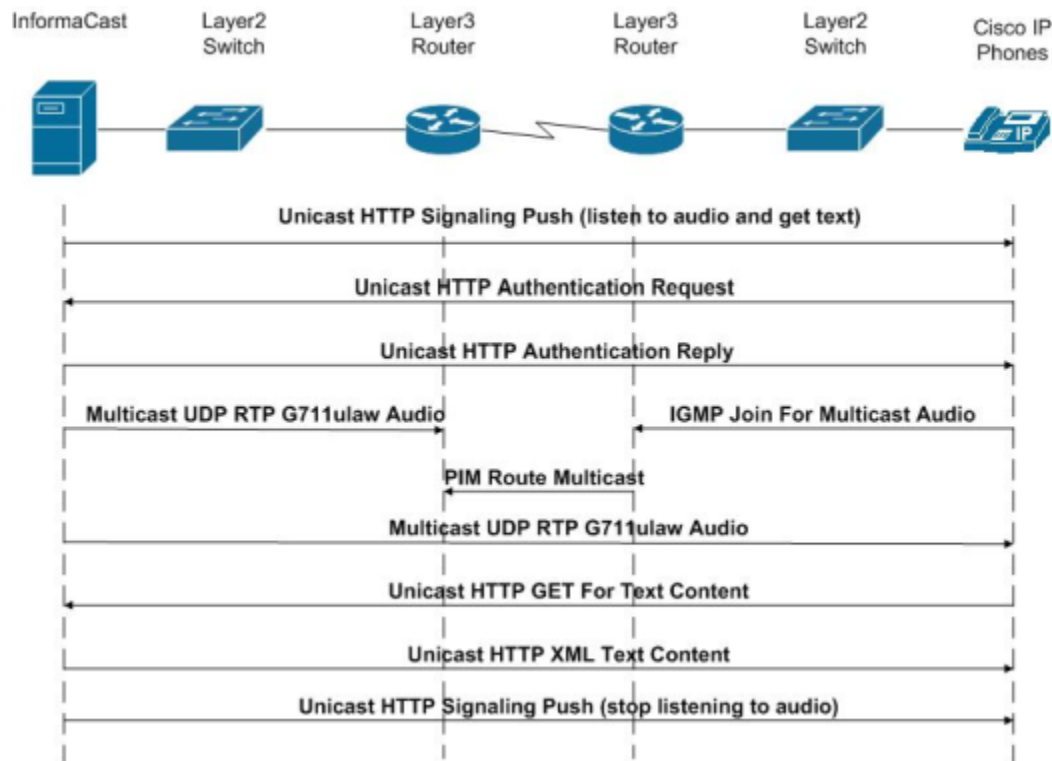 InformaCast
Layer2
Switch
Layer3
Router
Layer3
Router
Layer2
Switch
Cisco IP
Phones
IP
Unicast HTTP Signaling Push (listen to audio and get text)
Unicast HTTP Authentication Request
Unicast HTTP Authentication Reply
Multicast UDP RTP G711ulaw Audio
IGMP Join For Multicast Audio
PIM Route Multicast
Multicast UDP RTP G711ulaw Audio
Unicast HTTP GET For Text Content
Unicast HTTP XML Text Content
Unicast HTTP Signaling Push (stop listening to audio)